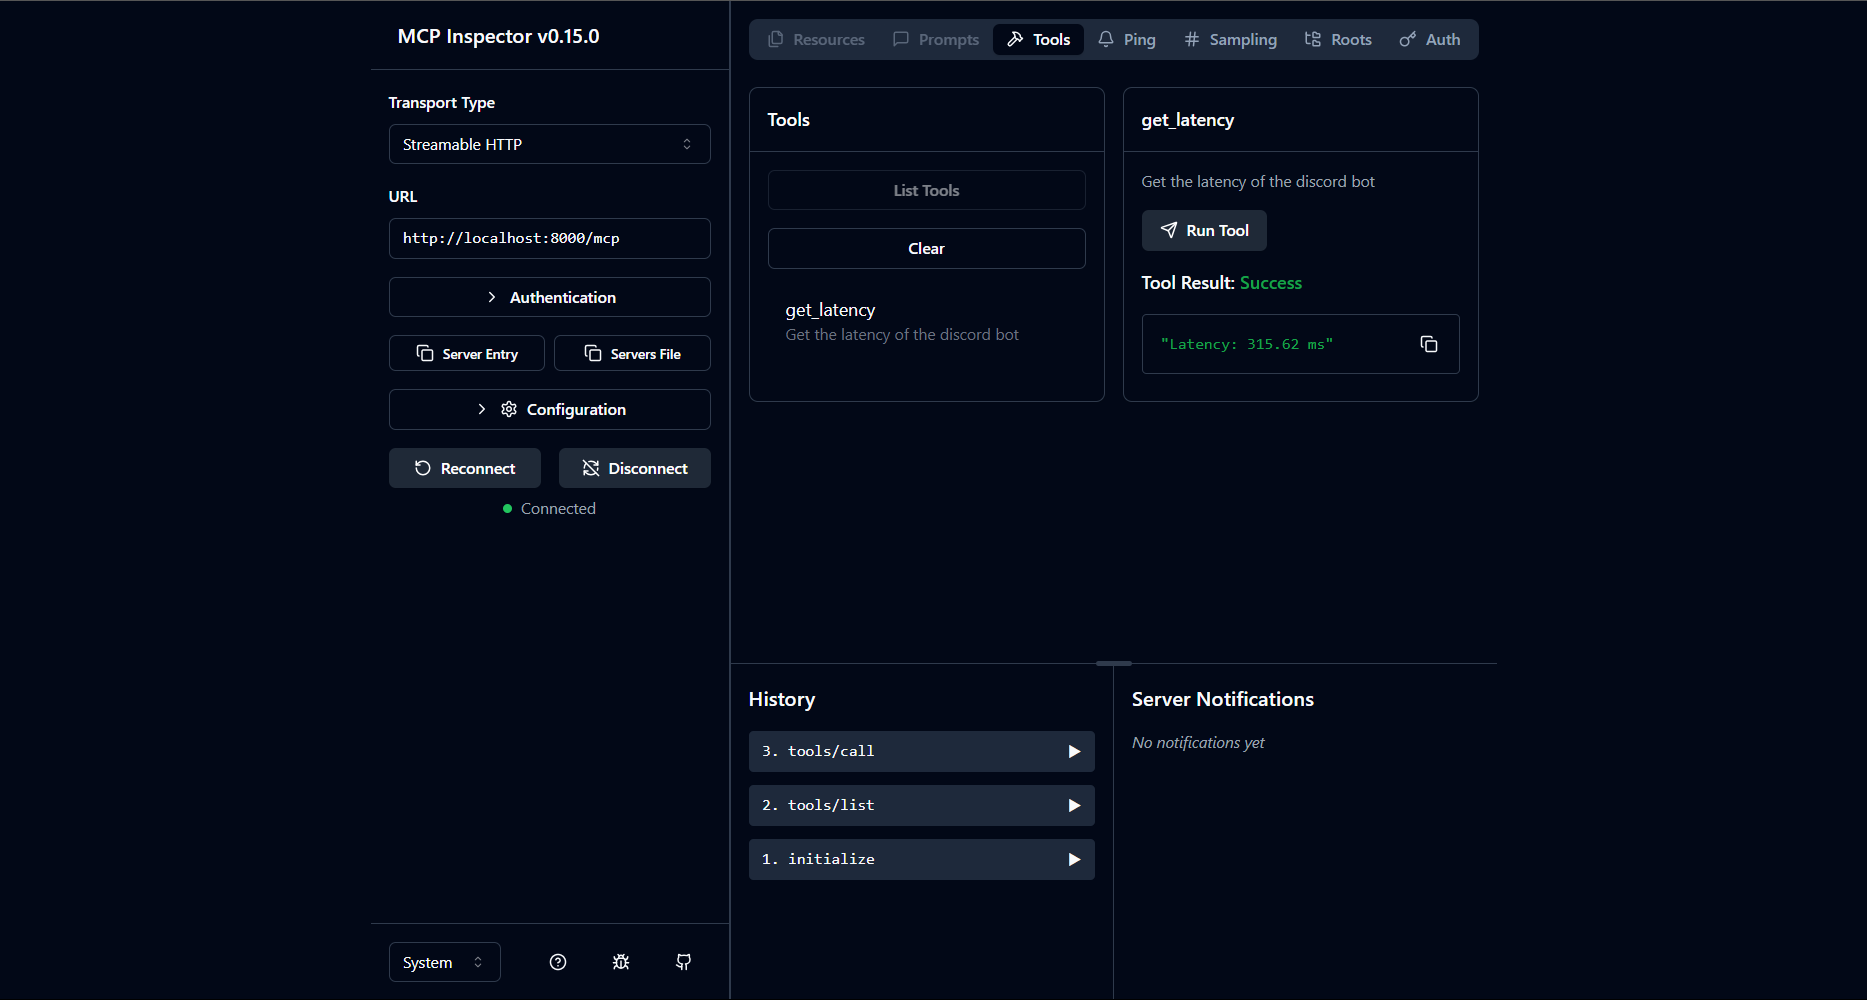 MCP Inspector v0.15.0
Transport Type
Streamable HTTP
URL
http://localhost:8000/mcp
Authentication
Server Entry
Servers File
Configuration
Reconnect
Disconnect
Connected
System
Resources
Prompts
Tools
Ping
Sampling
Roots
Auth
Tools
List Tools
Clear
get_latency
Get the latency of the discord bot
get_latency
Get the latency of the discord bot
Run Tool
Tool Result: Success
"Latency: 315.62 ms"
History
3. tools/call
2. tools/list
1. initialize
Server Notifications
No notifications yet